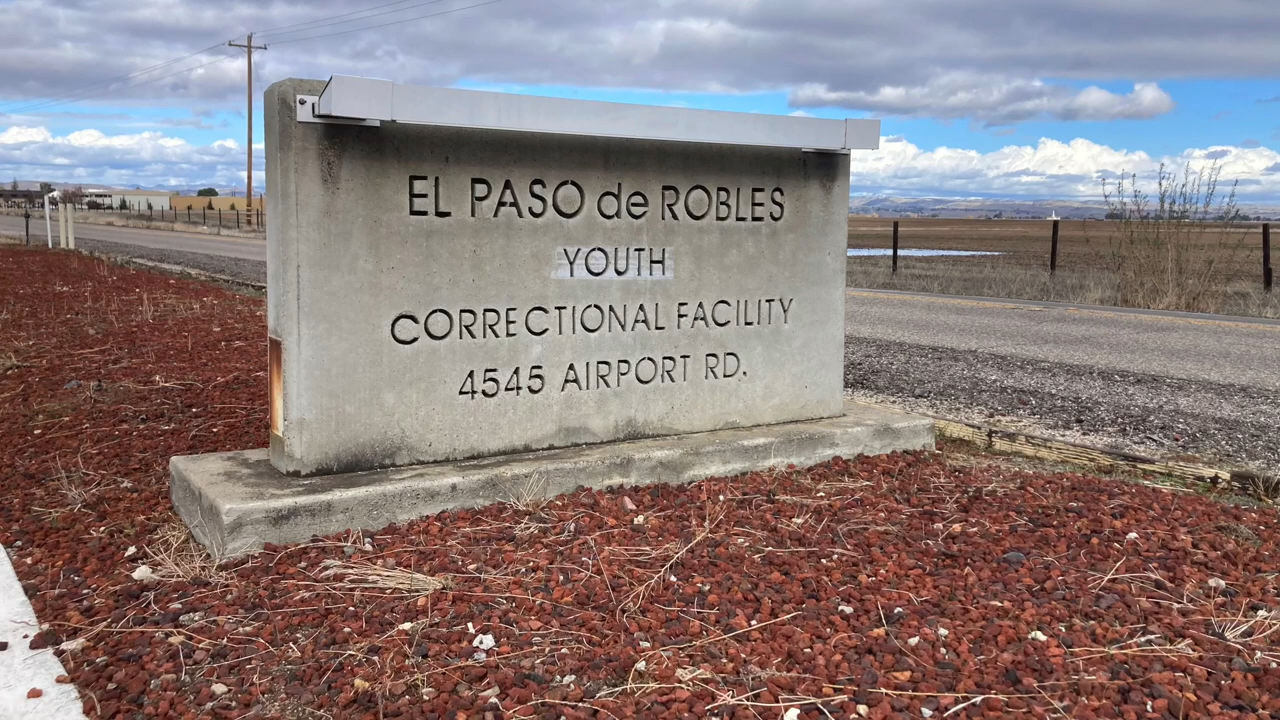 EL PASO de ROBLES
YOUTH
CORRECTIONAL FACILITY
4545 AIRPORT RD.